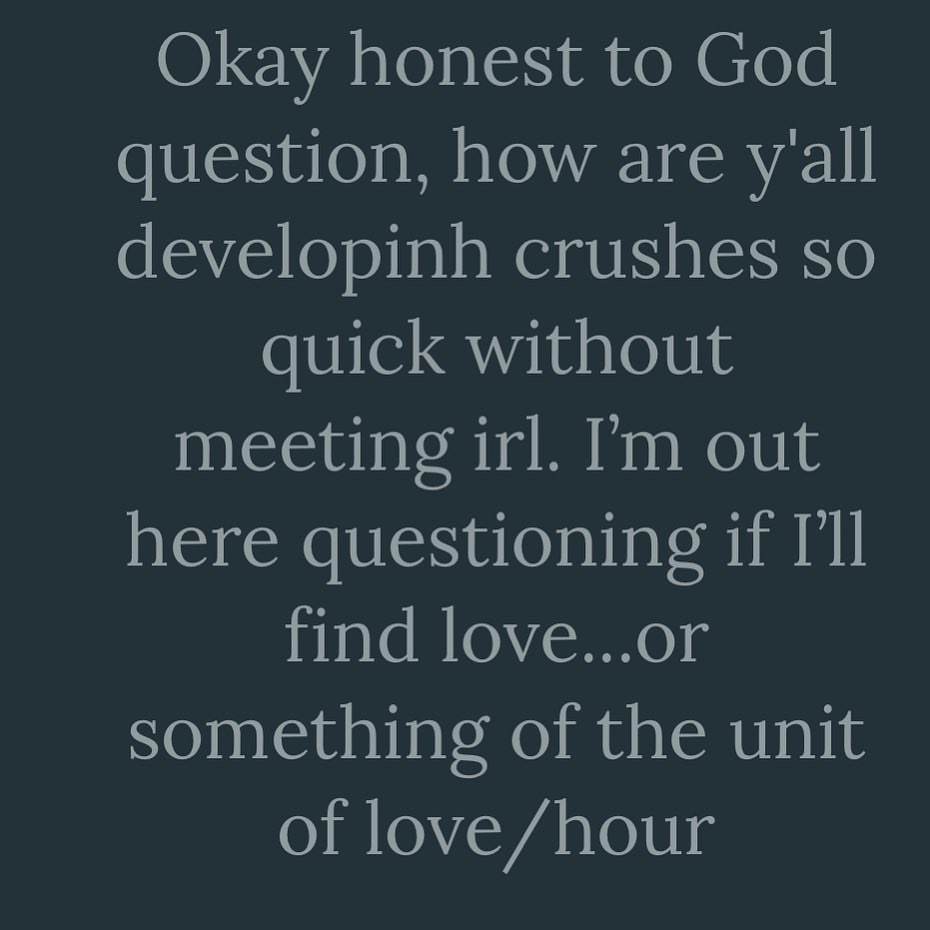 Okay honest to God
question, how are y'all
developinh crushes so
quick without
meeting irl. I’m out
here questioning if I’ll
find love...or
something of the unit
of love/hour